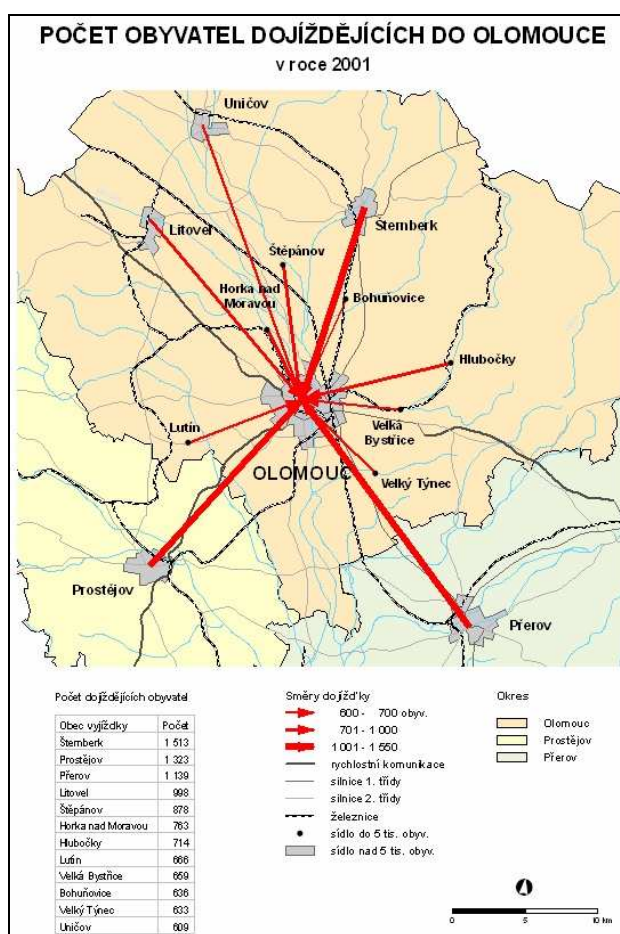 POČET OBYVATEL DOJÍŽDĚJÍCÍCH DO OLOMOUCE
v roce 2001
Uničov
Litovel
Šternberk
Štěpánov
Horka nad
Moravou
Bohuňovice
Hlubočky
Lutín
Velká
Bystřice
OLOMOUC
Velký Týnec
Prostějov
Přerov
Počet dojíždějících obyvatel
Obec vyjížďky Počet
Šternberk 1 513
Prostějov 1 323
Přerov 1 139
Litovel 998
Štěpánov 878
Horka nad Moravou 763
Hlubočky 714
Lutín 666
Velká Bystřice 659
Bohuňovice 636
Velký Týnec 633
Uničov 609
Směry dojížďky
600 - 700 obyv.
701 - 1 000
1 001 - 1 550
rychlostní komunikace
silnice 1. třídy
silnice 2. třídy
železnice
sídlo do 5 tis. obyv.
sídlo nad 5 tis. obyv.
Okres
Olomouc
Prostějov
Přerov
0 5 10 km